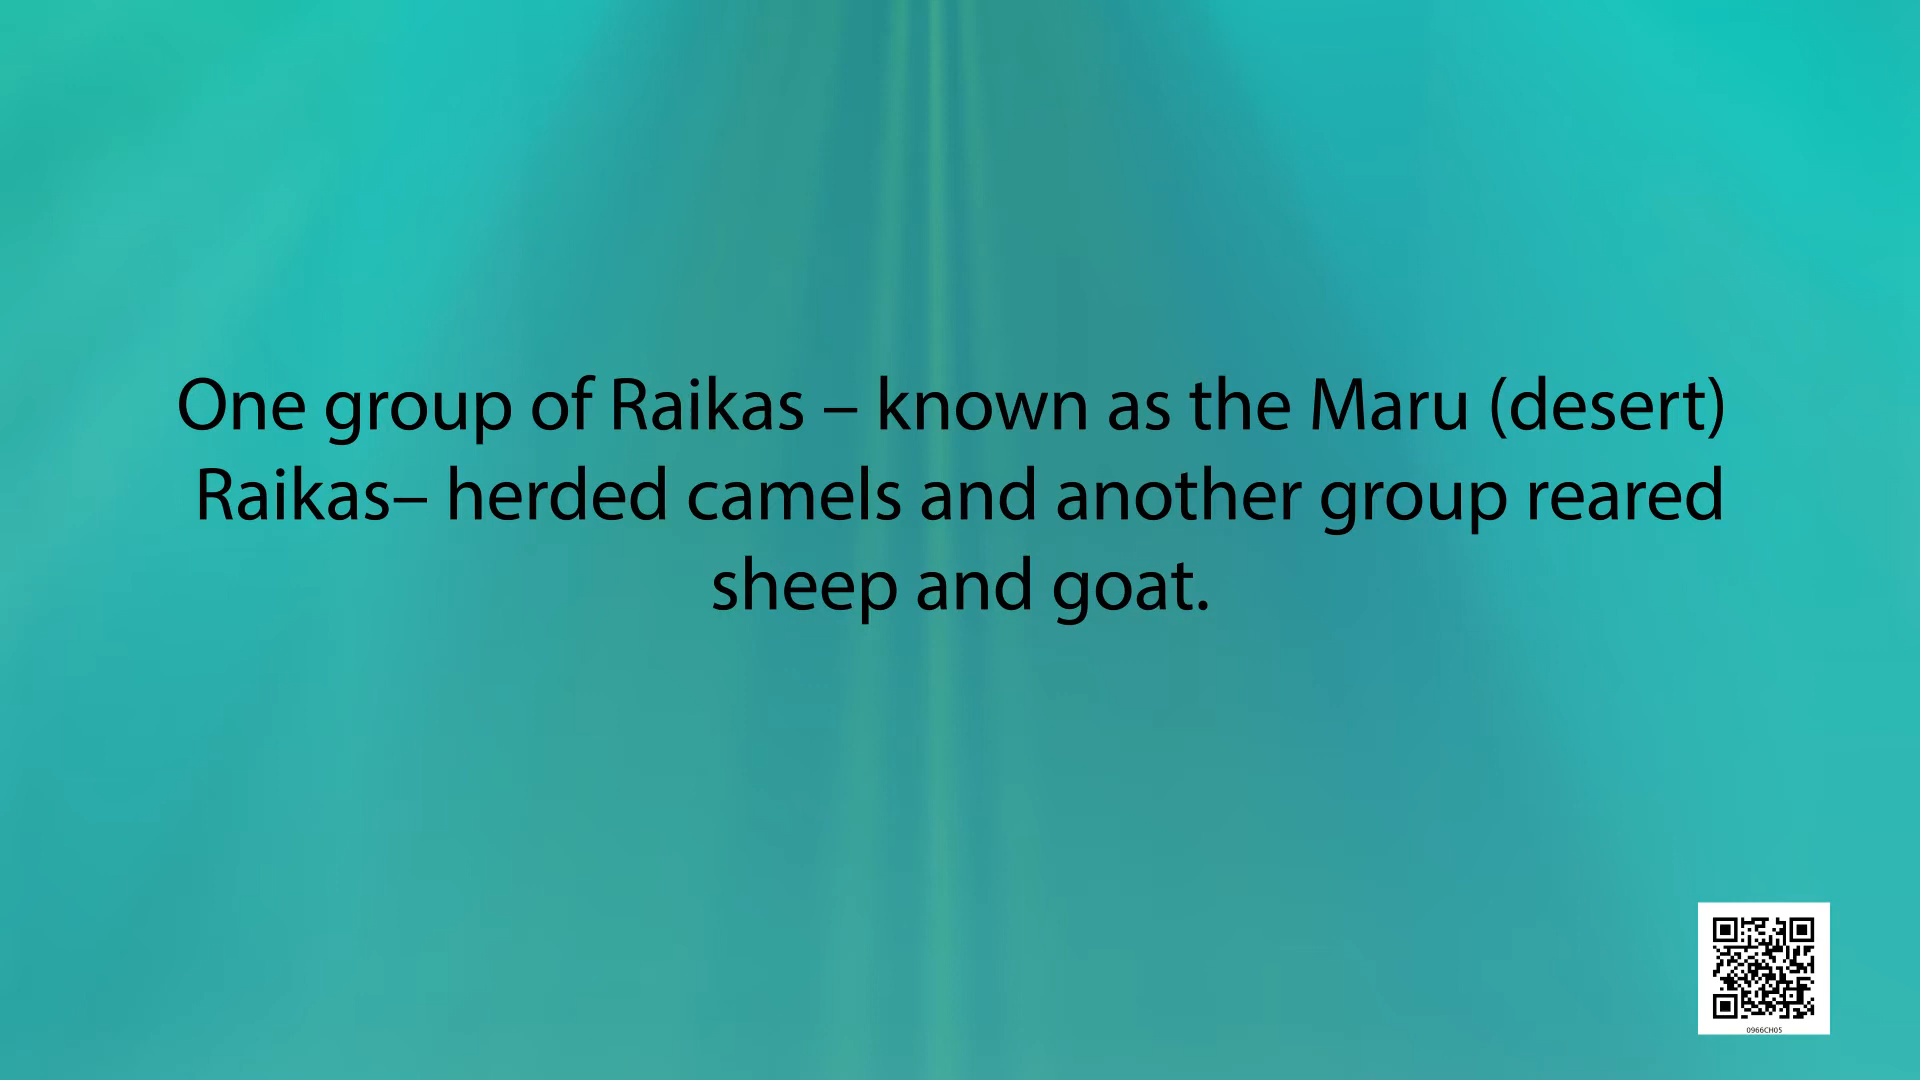 One group of Raikas – known as the Maru (desert)
Raikas– herded camels and another group reared
sheep and goat.
0966CH05